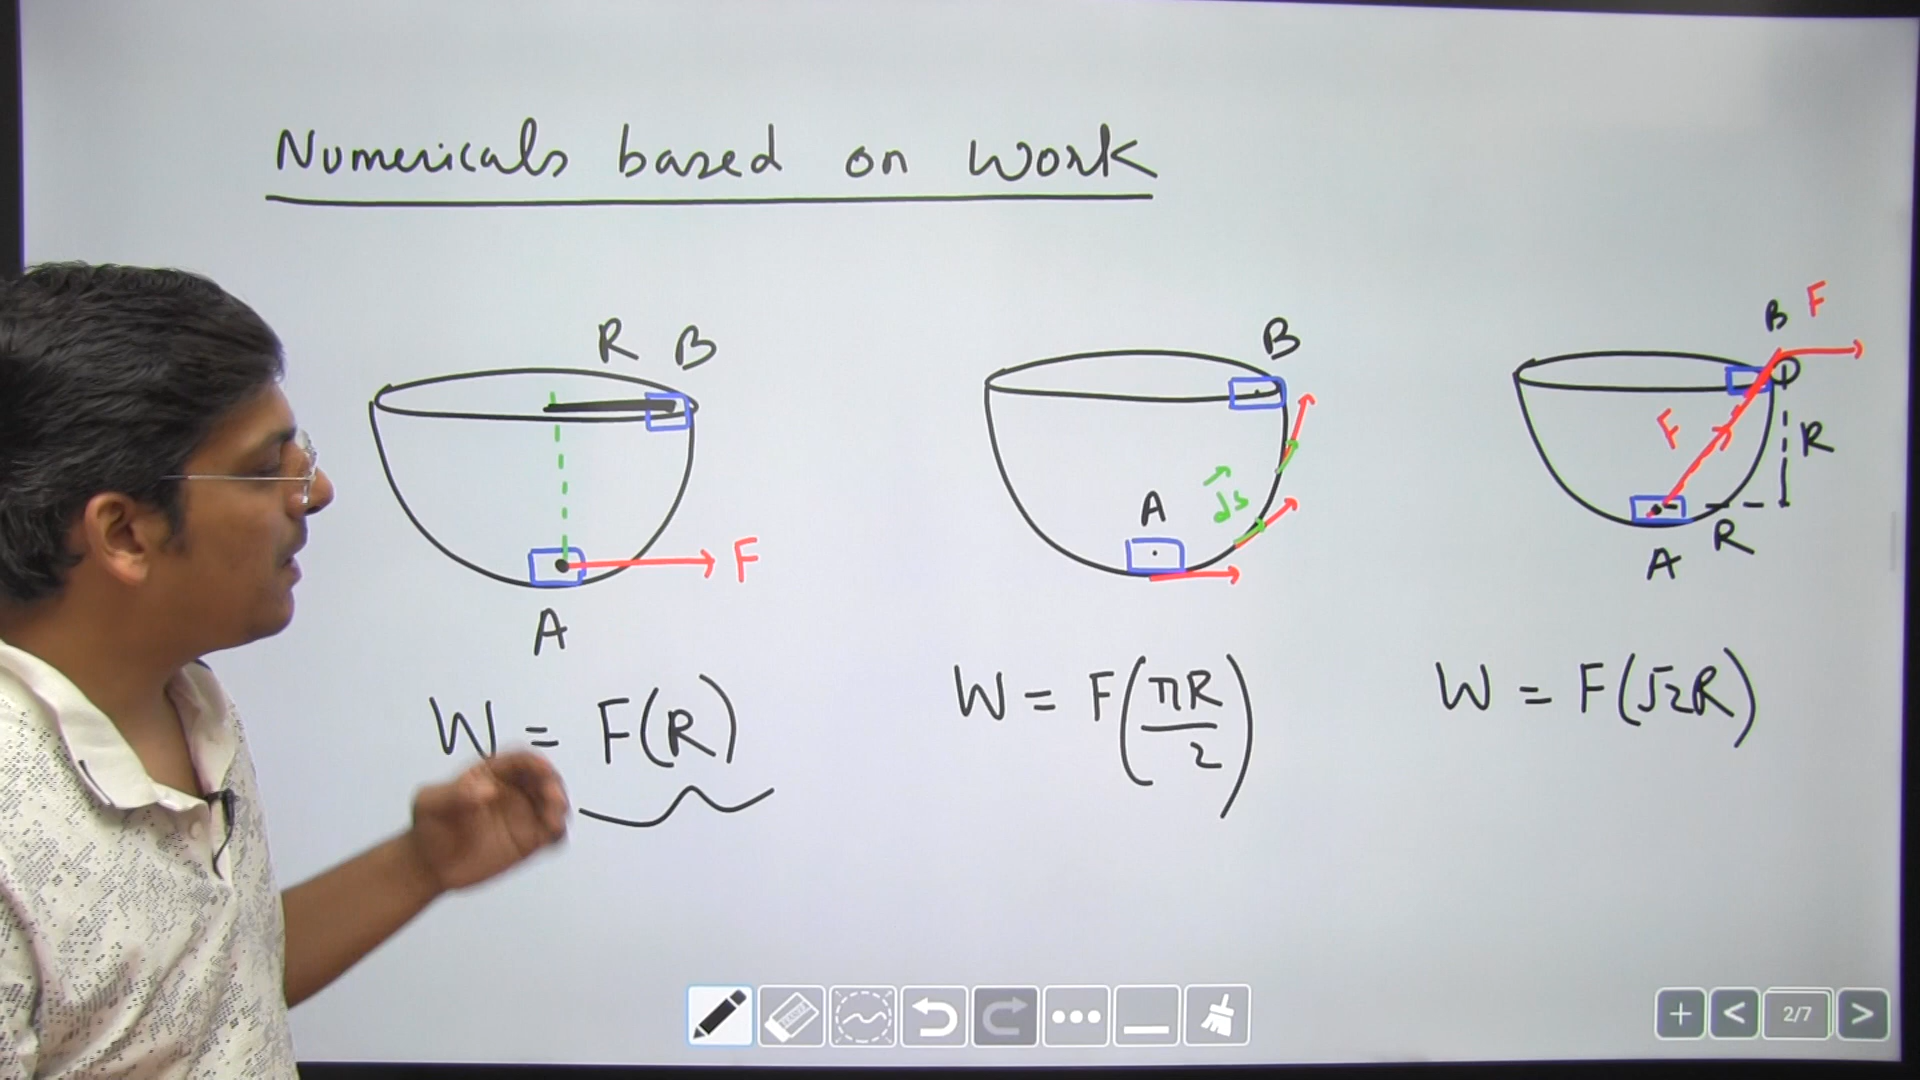 Numericals based on Work
R B
F
A
W = F(R)
B
A
ds
W = F(πR/2)
B F
F
R
R
A
W = F(√2R)
2/7